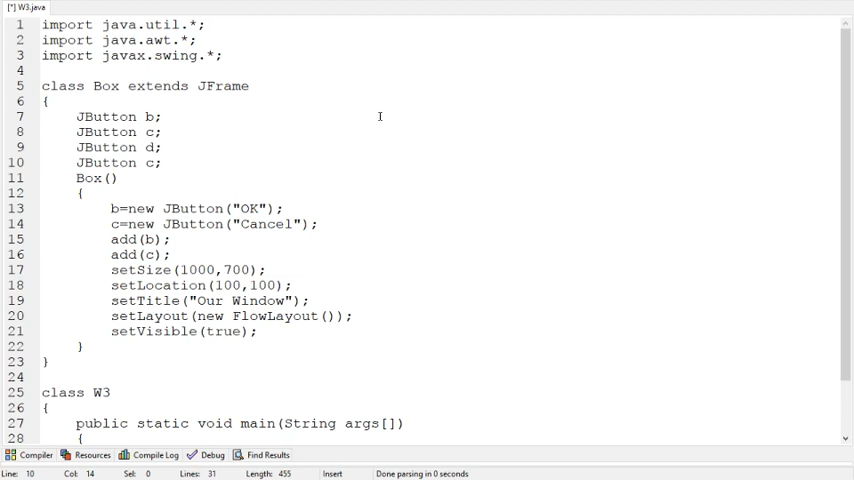 [*] W3.java
1 import java.util.*;
2 import java.awt.*;
3 import javax.swing.*;
4
5 class Box extends JFrame
6 {
7 JButton b;
8 JButton c;
9 JButton d;
10 JButton c;
11 Box()
12 {
13 b=new JButton("OK");
14 c=new JButton("Cancel");
15 add(b);
16 add(c);
17 setSize(1000,700);
18 setLocation(100,100);
19 setTitle("Our Window");
20 setLayout(new FlowLayout());
21 setVisible(true);
22 }
23 }
24
25 class W3
26 {
27 public static void main(String args[])
28 {
Compiler Resources Compile Log Debug Find Results
Line: 10 Col: 14 Sel: 0 Lines: 31 Length: 455 Insert Done parsing in 0 seconds